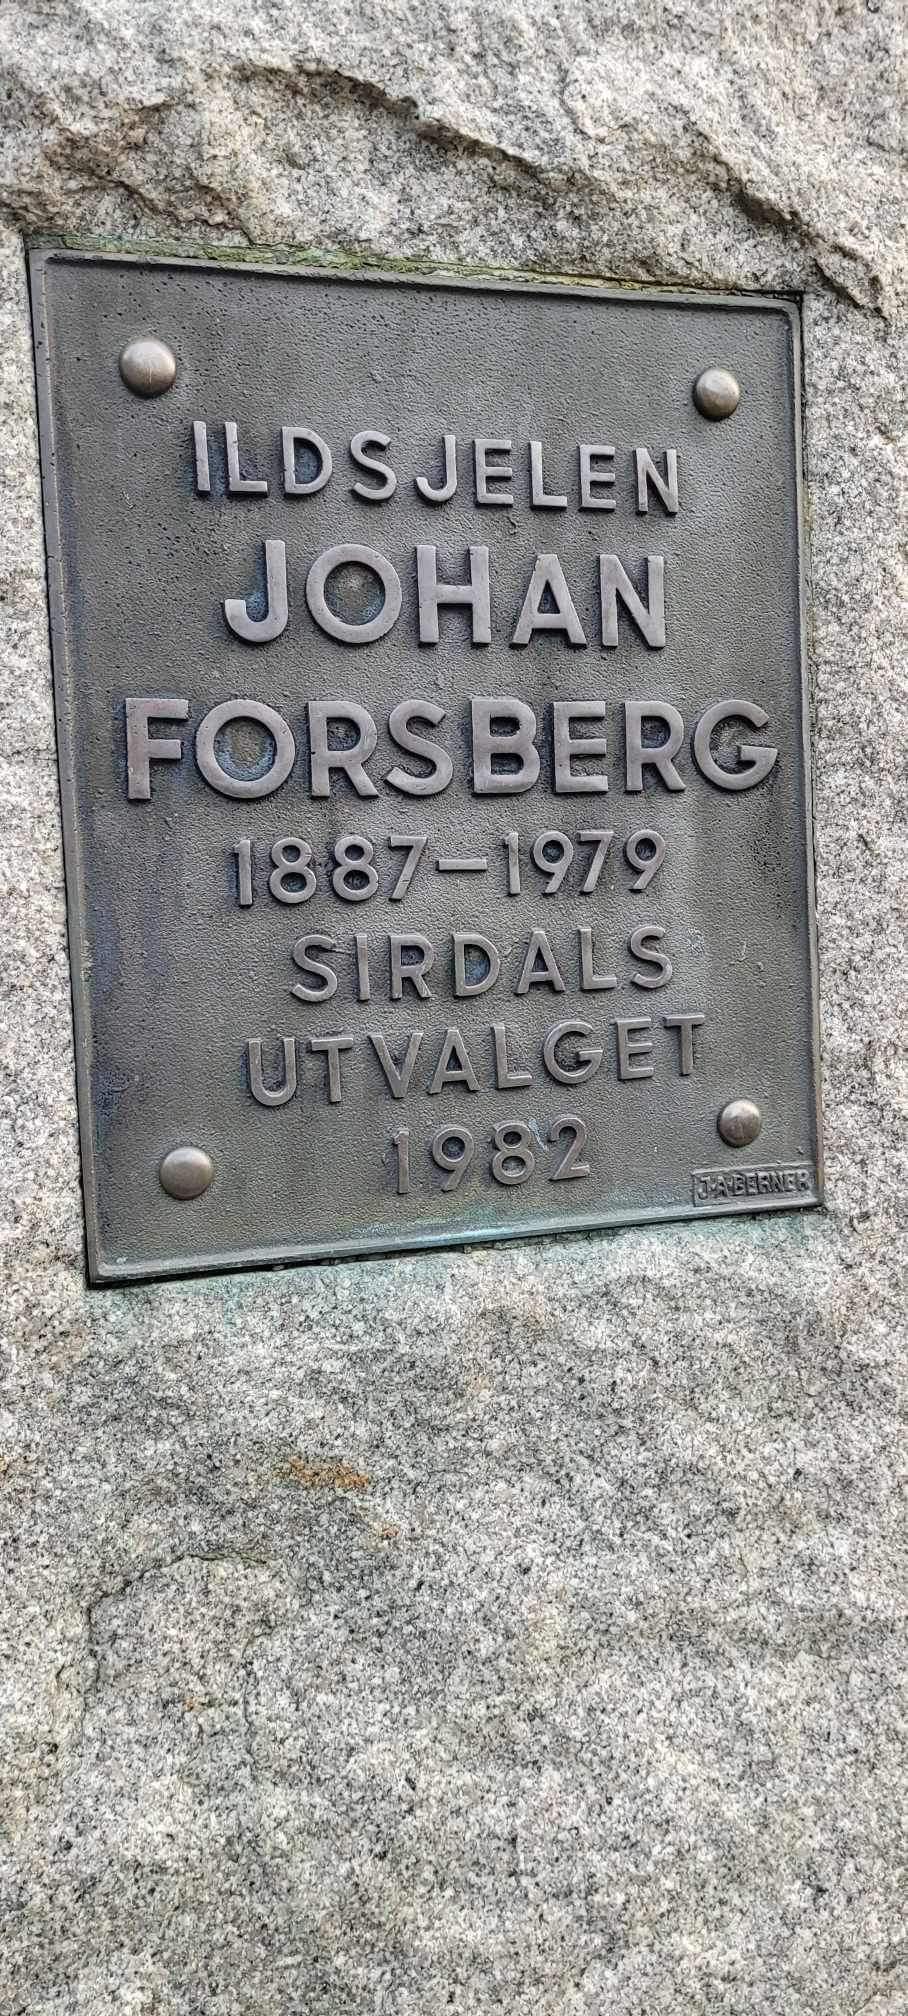 ILDSJELEN
JOHAN
FORSBERG
1887-1979
SIRDALS
UTVALGET
1982
J.A.BERNER